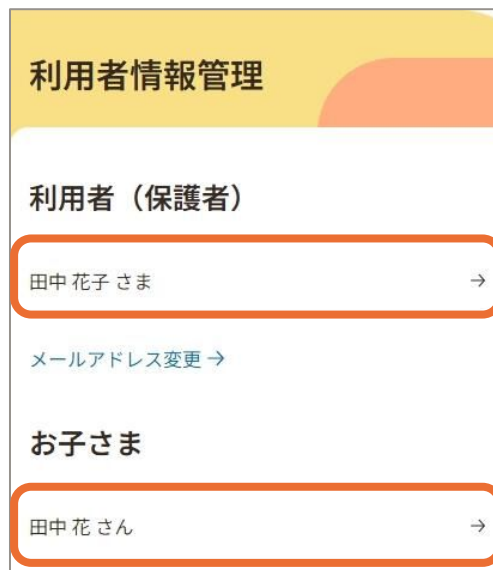 利用者情報管理
利用者（保護者）
田中 花子 さま →
メールアドレス変更 →
お子さま
田中 花 さん →